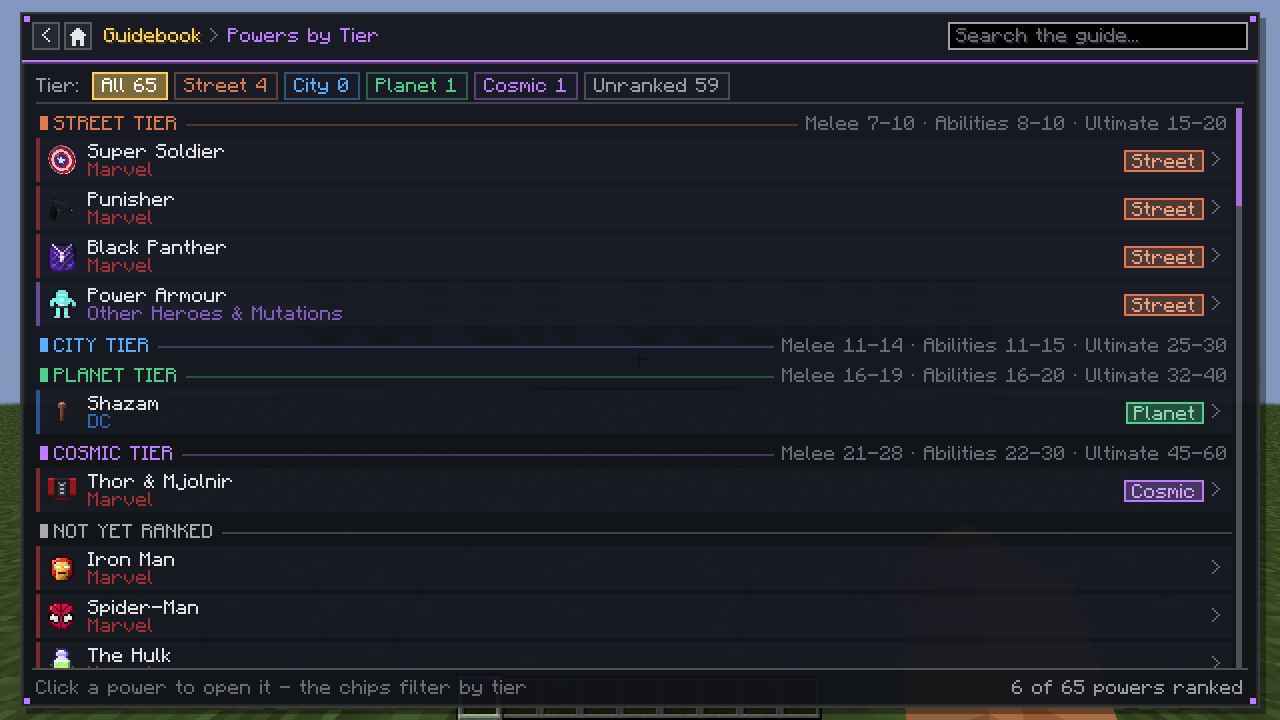 Guidebook > Powers by Tier
Search the guide...
Tier: All 65 Street 4 City 0 Planet 1 Cosmic 1 Unranked 59
STREET TIER Melee 7-10 · Abilities 8-10 · Ultimate 15-20
Super Soldier
Marvel
Street
Punisher
Marvel
Street
Black Panther
Marvel
Street
Power Armour
Other Heroes & Mutations
Street
CITY TIER Melee 11-14 · Abilities 11-15 · Ultimate 25-30
PLANET TIER Melee 16-19 · Abilities 16-20 · Ultimate 32-40
Shazam
DC
Planet
COSMIC TIER Melee 21-28 · Abilities 22-30 · Ultimate 45-60
Thor & Mjolnir
Marvel
Cosmic
NOT YET RANKED
Iron Man
Marvel
Spider-Man
Marvel
The Hulk
Click a power to open it - the chips filter by tier
6 of 65 powers ranked